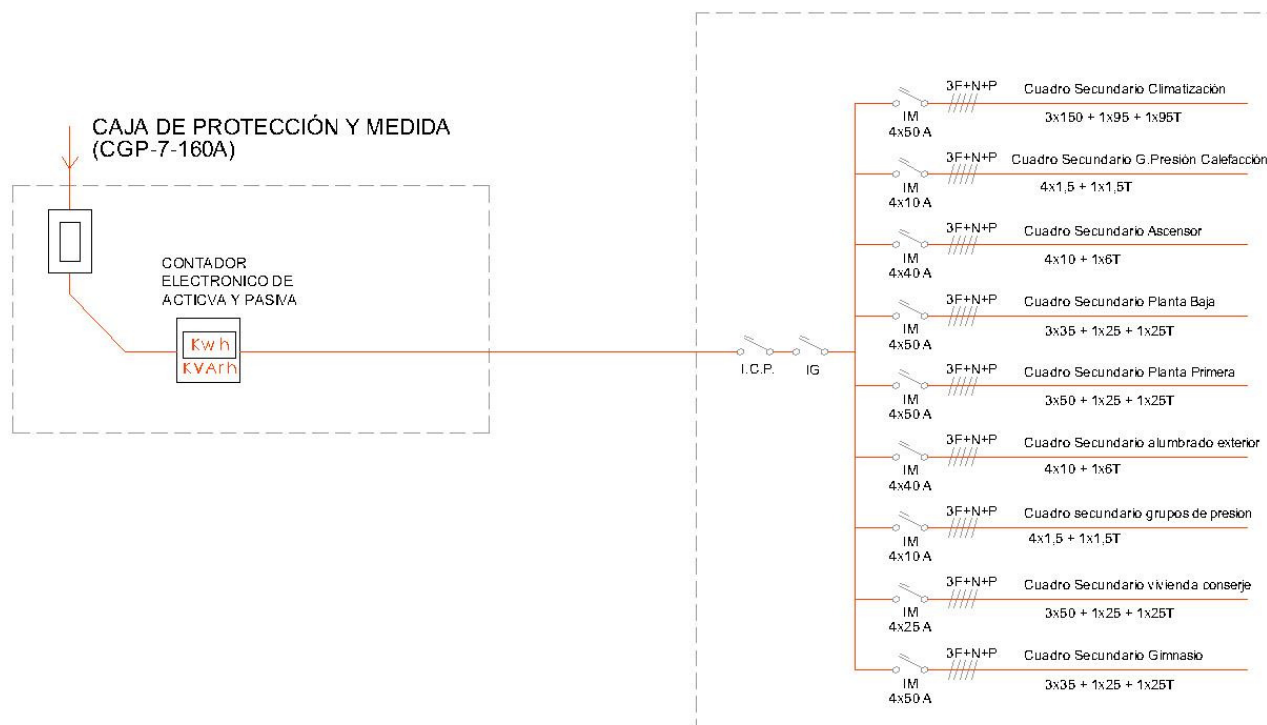 CAJA DE PROTECCIÓN Y MEDIDA
(CGP-7-160A)
CONTADOR
ELECTRONICO DE
ACTICVA Y PASIVA
Kwh
KVArh
I.C.P.
IG
3F+N+P
Cuadro Secundario Climatización
IM
4x50 A
3x150 + 1x95 + 1x95T
3F+N+P
Cuadro Secundario G.Presión Calefacción
IM
4x10 A
4x1,5 + 1x1,5T
3F+N+P
Cuadro Secundario Ascensor
IM
4x40 A
4x10 + 1x6T
3F+N+P
Cuadro Secundario Planta Baja
IM
4x50 A
3x35 + 1x25 + 1x25T
3F+N+P
Cuadro Secundario Planta Primera
IM
4x50 A
3x50 + 1x25 + 1x25T
3F+N+P
Cuadro Secundario alumbrado exterior
IM
4x40 A
4x10 + 1x6T
3F+N+P
Cuadro secundario grupos de presion
IM
4x10 A
4x1,5 + 1x1,5T
3F+N+P
Cuadro Secundario vivienda conserje
IM
4x25 A
3x50 + 1x25 + 1x25T
3F+N+P
Cuadro Secundario Gimnasio
IM
4x50 A
3x35 + 1x25 + 1x25T